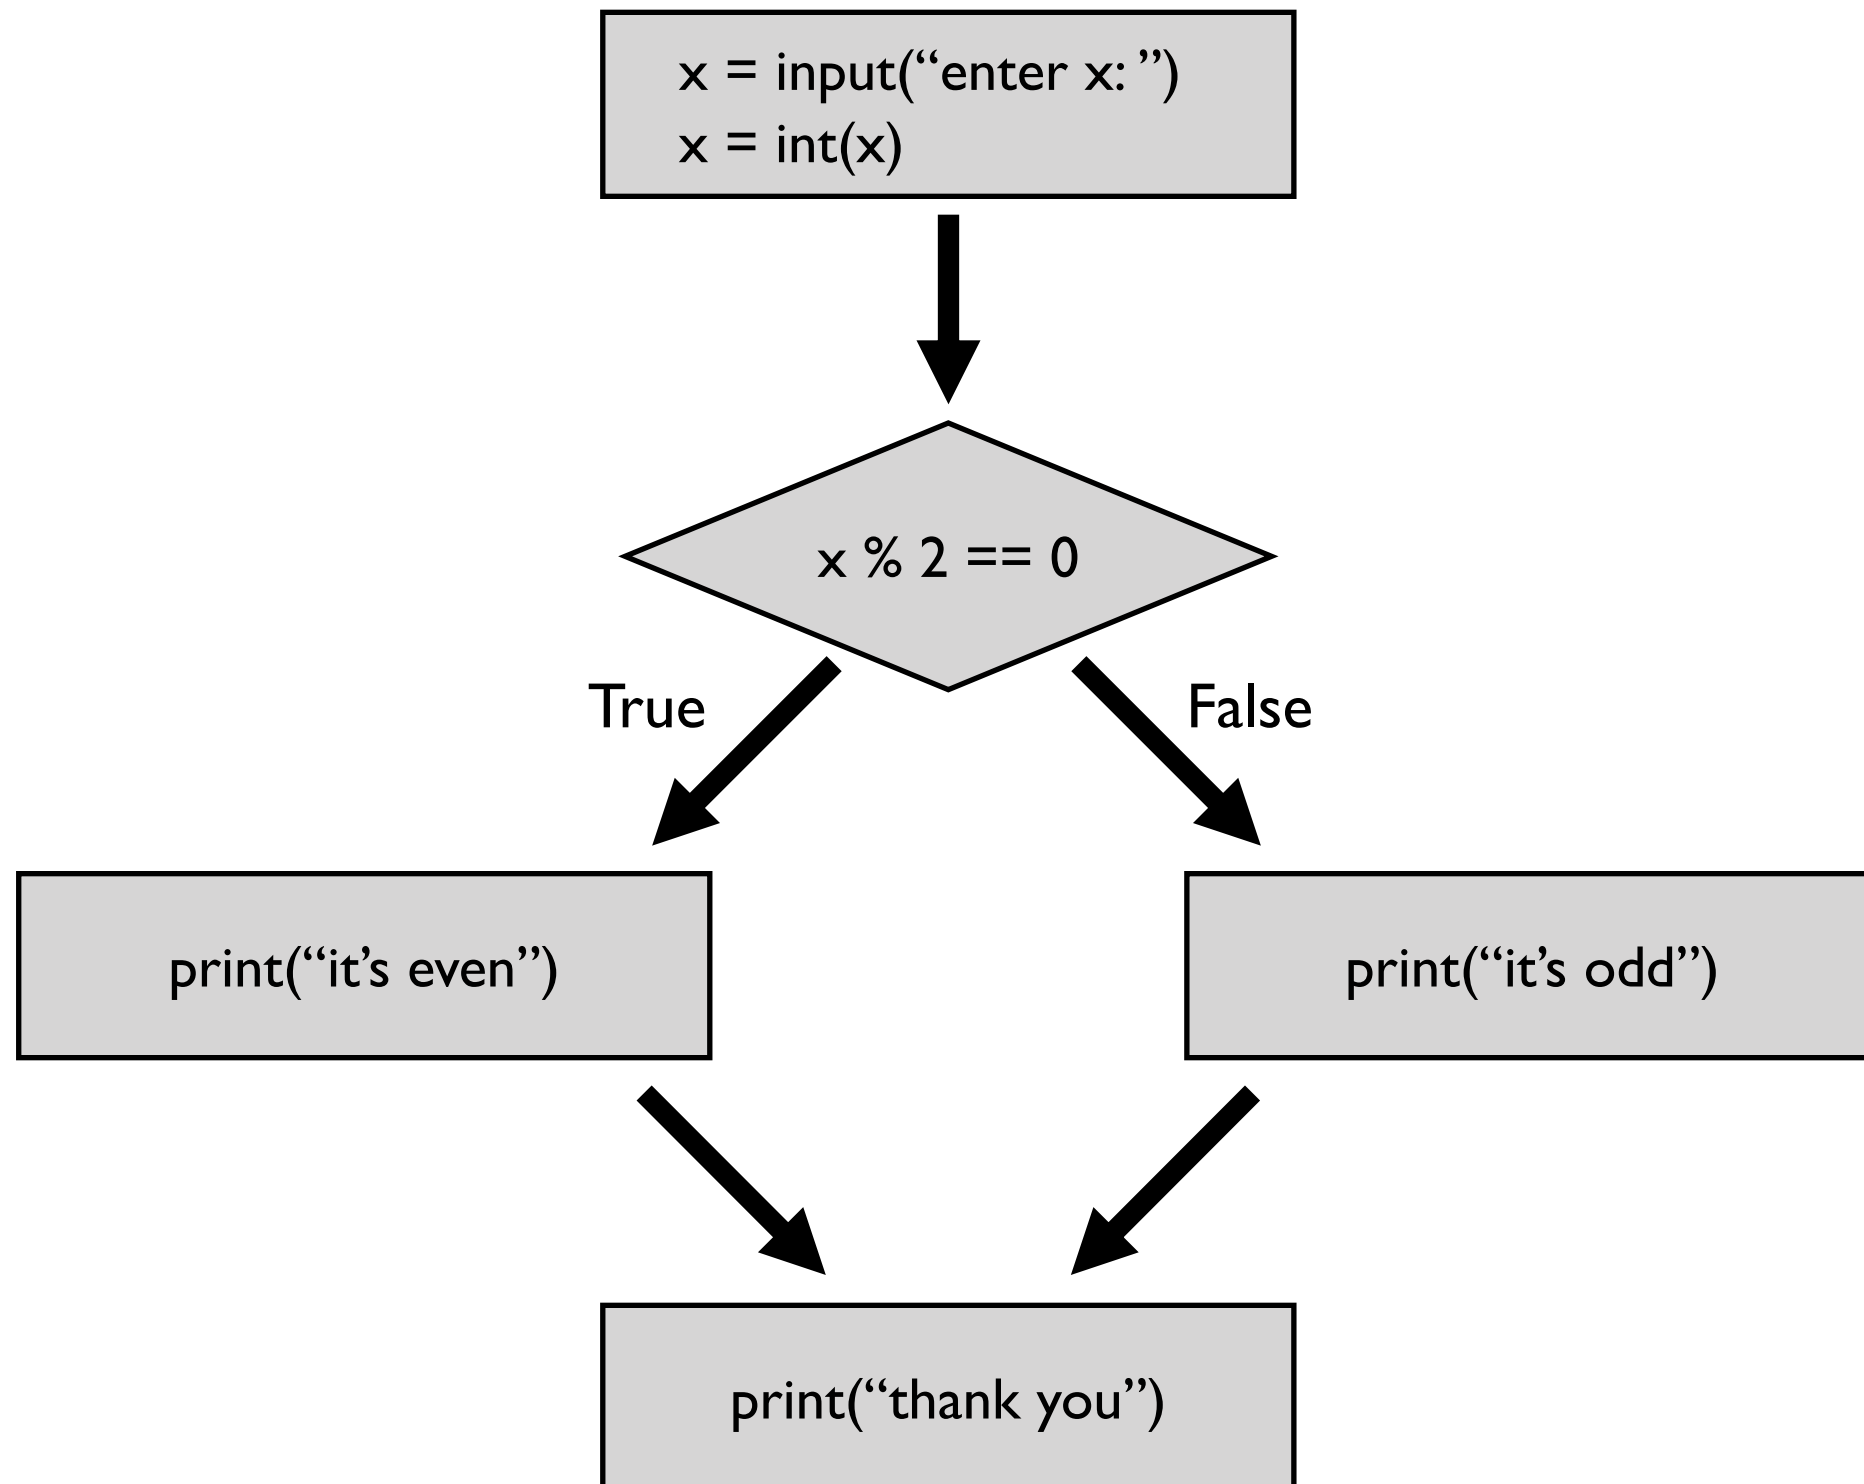 x = input(“enter x: ”)
x = int(x)
x % 2 == 0
True
False
print(“it’s even”)
print(“it’s odd”)
print(“thank you”)